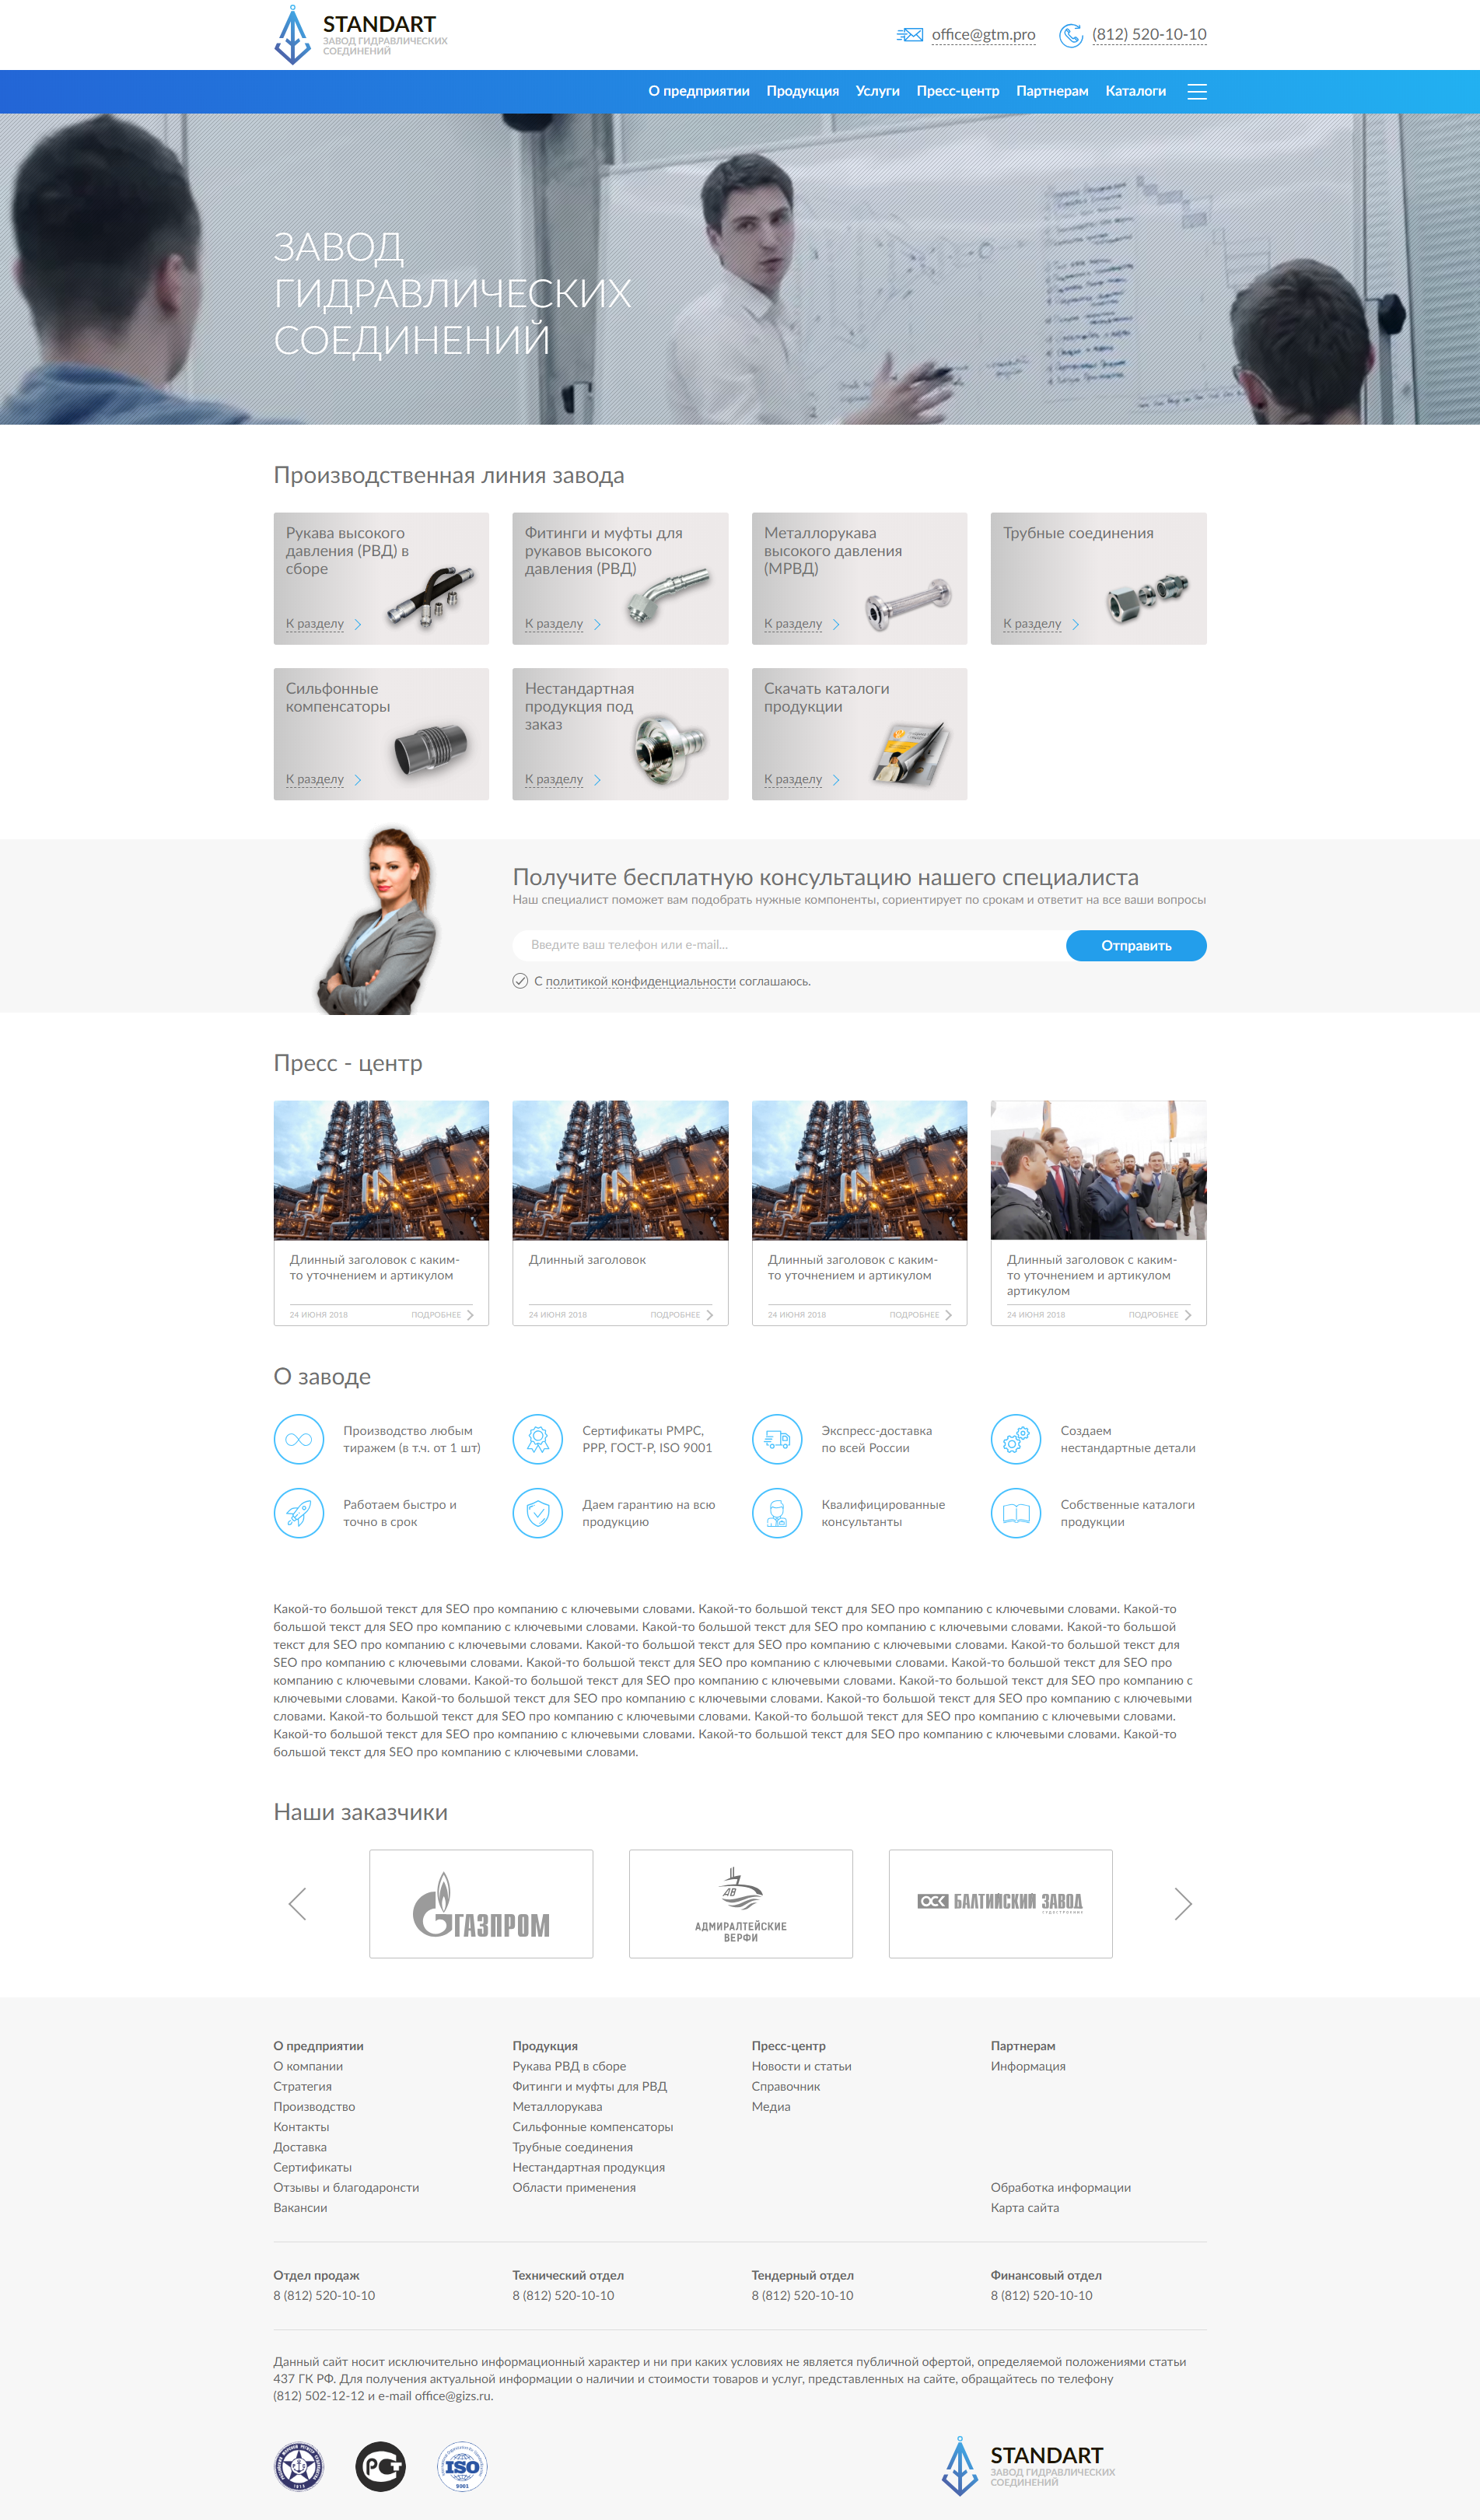 STANDART
ЗАВОД ГИДРАВЛИЧЕСКИХ
СОЕДИНЕНИЙ
office@gtm.pro
(812) 520-10-10
О предприятии Продукция Услуги Пресс-центр Партнерам Каталоги
ЗАВОД
ГИДРАВЛИЧЕСКИХ
СОЕДИНЕНИЙ
Производственная линия завода
Рукава высокого
давления (РВД) в
сборе
К разделу
Фитинги и муфты для
рукавов высокого
давления (РВД)
К разделу
Металлорукава
высокого давления
(МРВД)
К разделу
Трубные соединения
К разделу
Сильфонные
компенсаторы
К разделу
Нестандартная
продукция под
заказ
К разделу
Скачать каталоги
продукции
К разделу
Получите бесплатную консультацию нашего специалиста
Наш специалист поможет вам подобрать нужные компоненты, сориентирует по срокам и ответит на все ваши вопросы
Введите ваш телефон или e-mail...
Отправить
С политикой конфиденциальности соглашаюсь.
Пресс - центр
Длинный заголовок с каким-
то уточнением и артикулом
24 ИЮНЯ 2018 ПОДРОБНЕЕ
Длинный заголовок
24 ИЮНЯ 2018 ПОДРОБНЕЕ
Длинный заголовок с каким-
то уточнением и артикулом
24 ИЮНЯ 2018 ПОДРОБНЕЕ
Длинный заголовок с каким-
то уточнением и артикулом
артикулом
24 ИЮНЯ 2018 ПОДРОБНЕЕ
О заводе
Производство любым
тиражем (в т.ч. от 1 шт)
Сертификаты РМРС,
РРР, ГОСТ-Р, ISO 9001
Экспресс-доставка
по всей России
Создаем
нестандартные детали
Работаем быстро и
точно в срок
Даем гарантию на всю
продукцию
Квалифицированные
консультанты
Собственные каталоги
продукции
Какой-то большой текст для SEO про компанию с ключевыми словами. Какой-то большой текст для SEO про компанию с ключевыми словами. Какой-то
большой текст для SEO про компанию с ключевыми словами. Какой-то большой текст для SEO про компанию с ключевыми словами. Какой-то большой
текст для SEO про компанию с ключевыми словами. Какой-то большой текст для SEO про компанию с ключевыми словами. Какой-то большой текст для
SEO про компанию с ключевыми словами. Какой-то большой текст для SEO про компанию с ключевыми словами. Какой-то большой текст для SEO про
компанию с ключевыми словами. Какой-то большой текст для SEO про компанию с ключевыми словами. Какой-то большой текст для SEO про компанию с
ключевыми словами. Какой-то большой текст для SEO про компанию с ключевыми словами. Какой-то большой текст для SEO про компанию с ключевыми
словами. Какой-то большой текст для SEO про компанию с ключевыми словами. Какой-то большой текст для SEO про компанию с ключевыми словами.
Какой-то большой текст для SEO про компанию с ключевыми словами. Какой-то большой текст для SEO про компанию с ключевыми словами. Какой-то
большой текст для SEO про компанию с ключевыми словами.
Наши заказчики
ГАЗПРОМ
АВ
АДМИРАЛТЕЙСКИЕ
ВЕРФИ
ОСК БАЛТИЙСКИЙ ЗАВОД
СУДОСТРОЕНИЕ
О предприятии
О компании
Стратегия
Производство
Контакты
Доставка
Сертификаты
Отзывы и благодаронсти
Вакансии
Продукция
Рукава РВД в сборе
Фитинги и муфты для РВД
Металлорукава
Сильфонные компенсаторы
Трубные соединения
Нестандартная продукция
Области применения
Пресс-центр
Новости и статьи
Справочник
Медиа
Партнерам
Информация
Обработка информации
Карта сайта
Отдел продаж
8 (812) 520-10-10
Технический отдел
8 (812) 520-10-10
Тендерный отдел
8 (812) 520-10-10
Финансовый отдел
8 (812) 520-10-10
Данный сайт носит исключительно информационный характер и ни при каких условиях не является публичной офертой, определяемой положениями статьи
437 ГК РФ. Для получения актуальной информации о наличии и стоимости товаров и услуг, представленных на сайте, обращайтесь по телефону
(812) 502-12-12 и e-mail office@gizs.ru.
РСТ
ISO
9001
STANDART
ЗАВОД ГИДРАВЛИЧЕСКИХ
СОЕДИНЕНИЙ